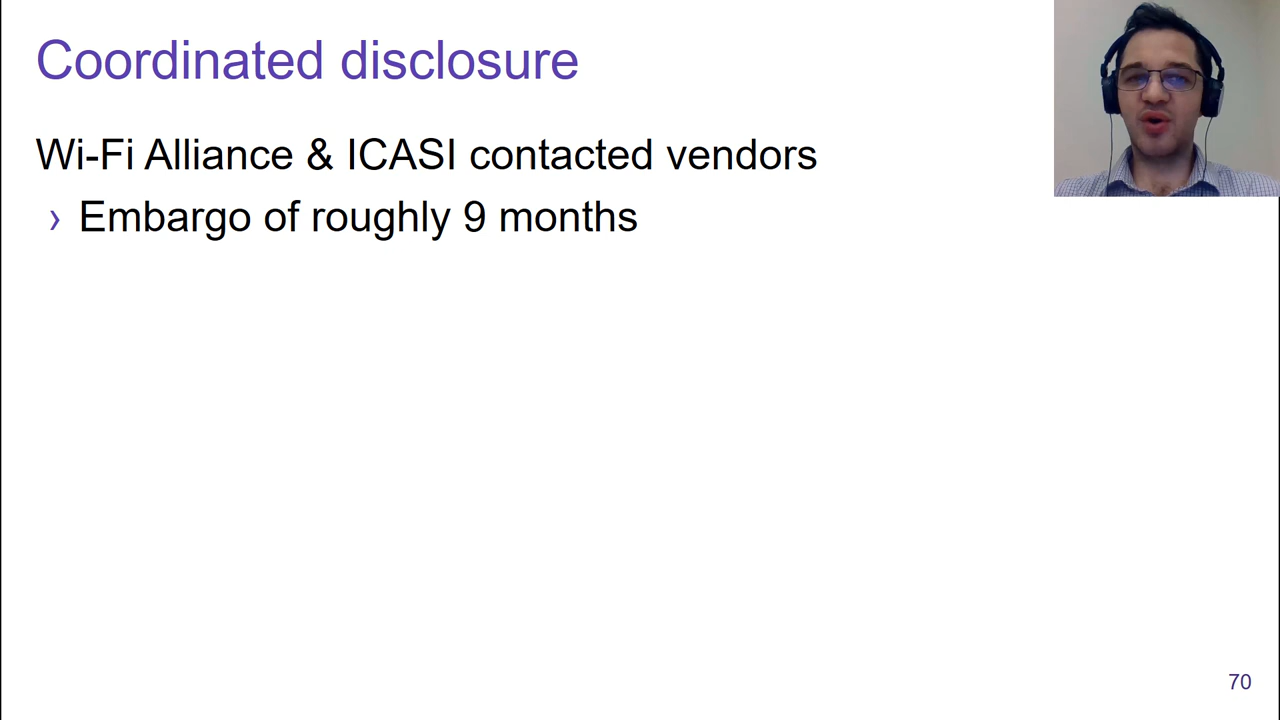 Coordinated disclosure
Wi-Fi Alliance & ICASI contacted vendors
› Embargo of roughly 9 months
70